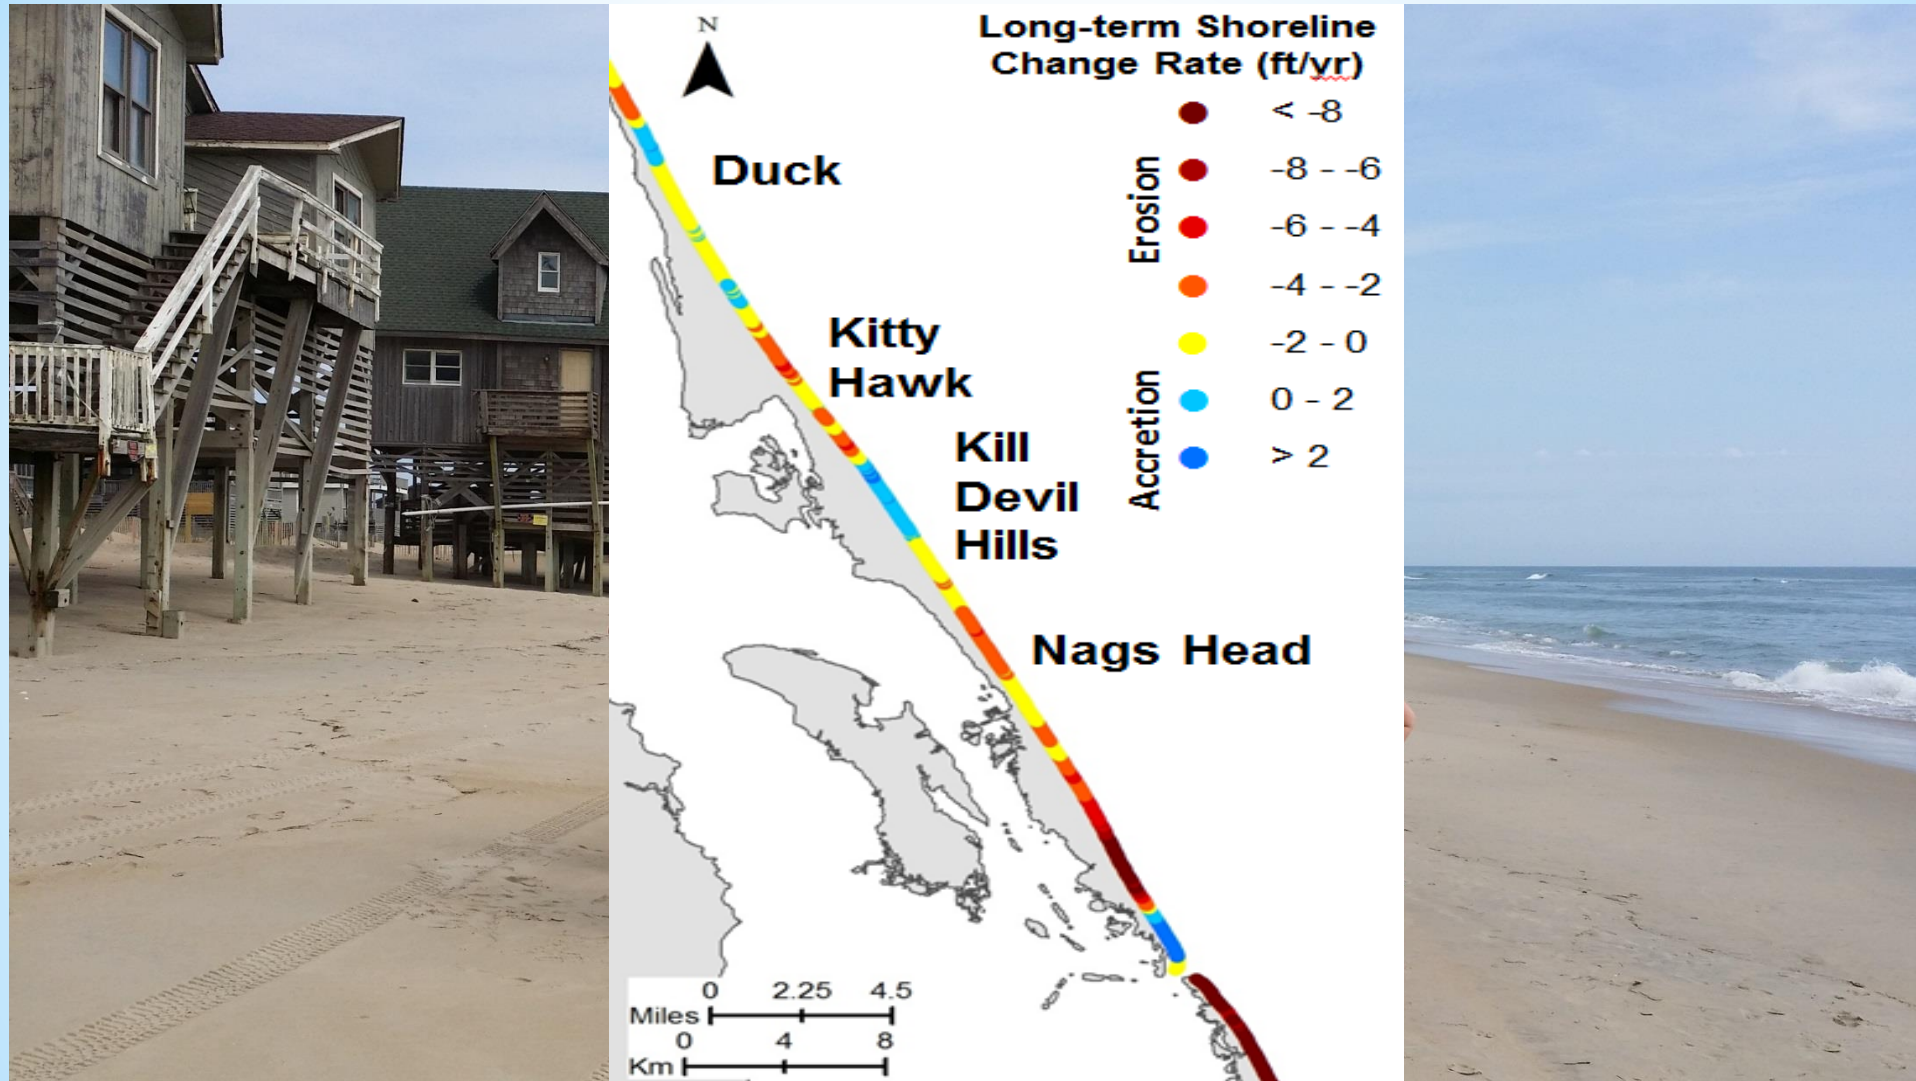 N
Long-term Shoreline
Change Rate (ft/yr)
Erosion
< -8
-8 - -6
-6 - -4
-4 - -2
-2 - 0
Accretion
0 - 2
> 2
Duck
Kitty
Hawk
Kill
Devil
Hills
Nags Head
0 2.25 4.5
Miles
0 4 8
Km